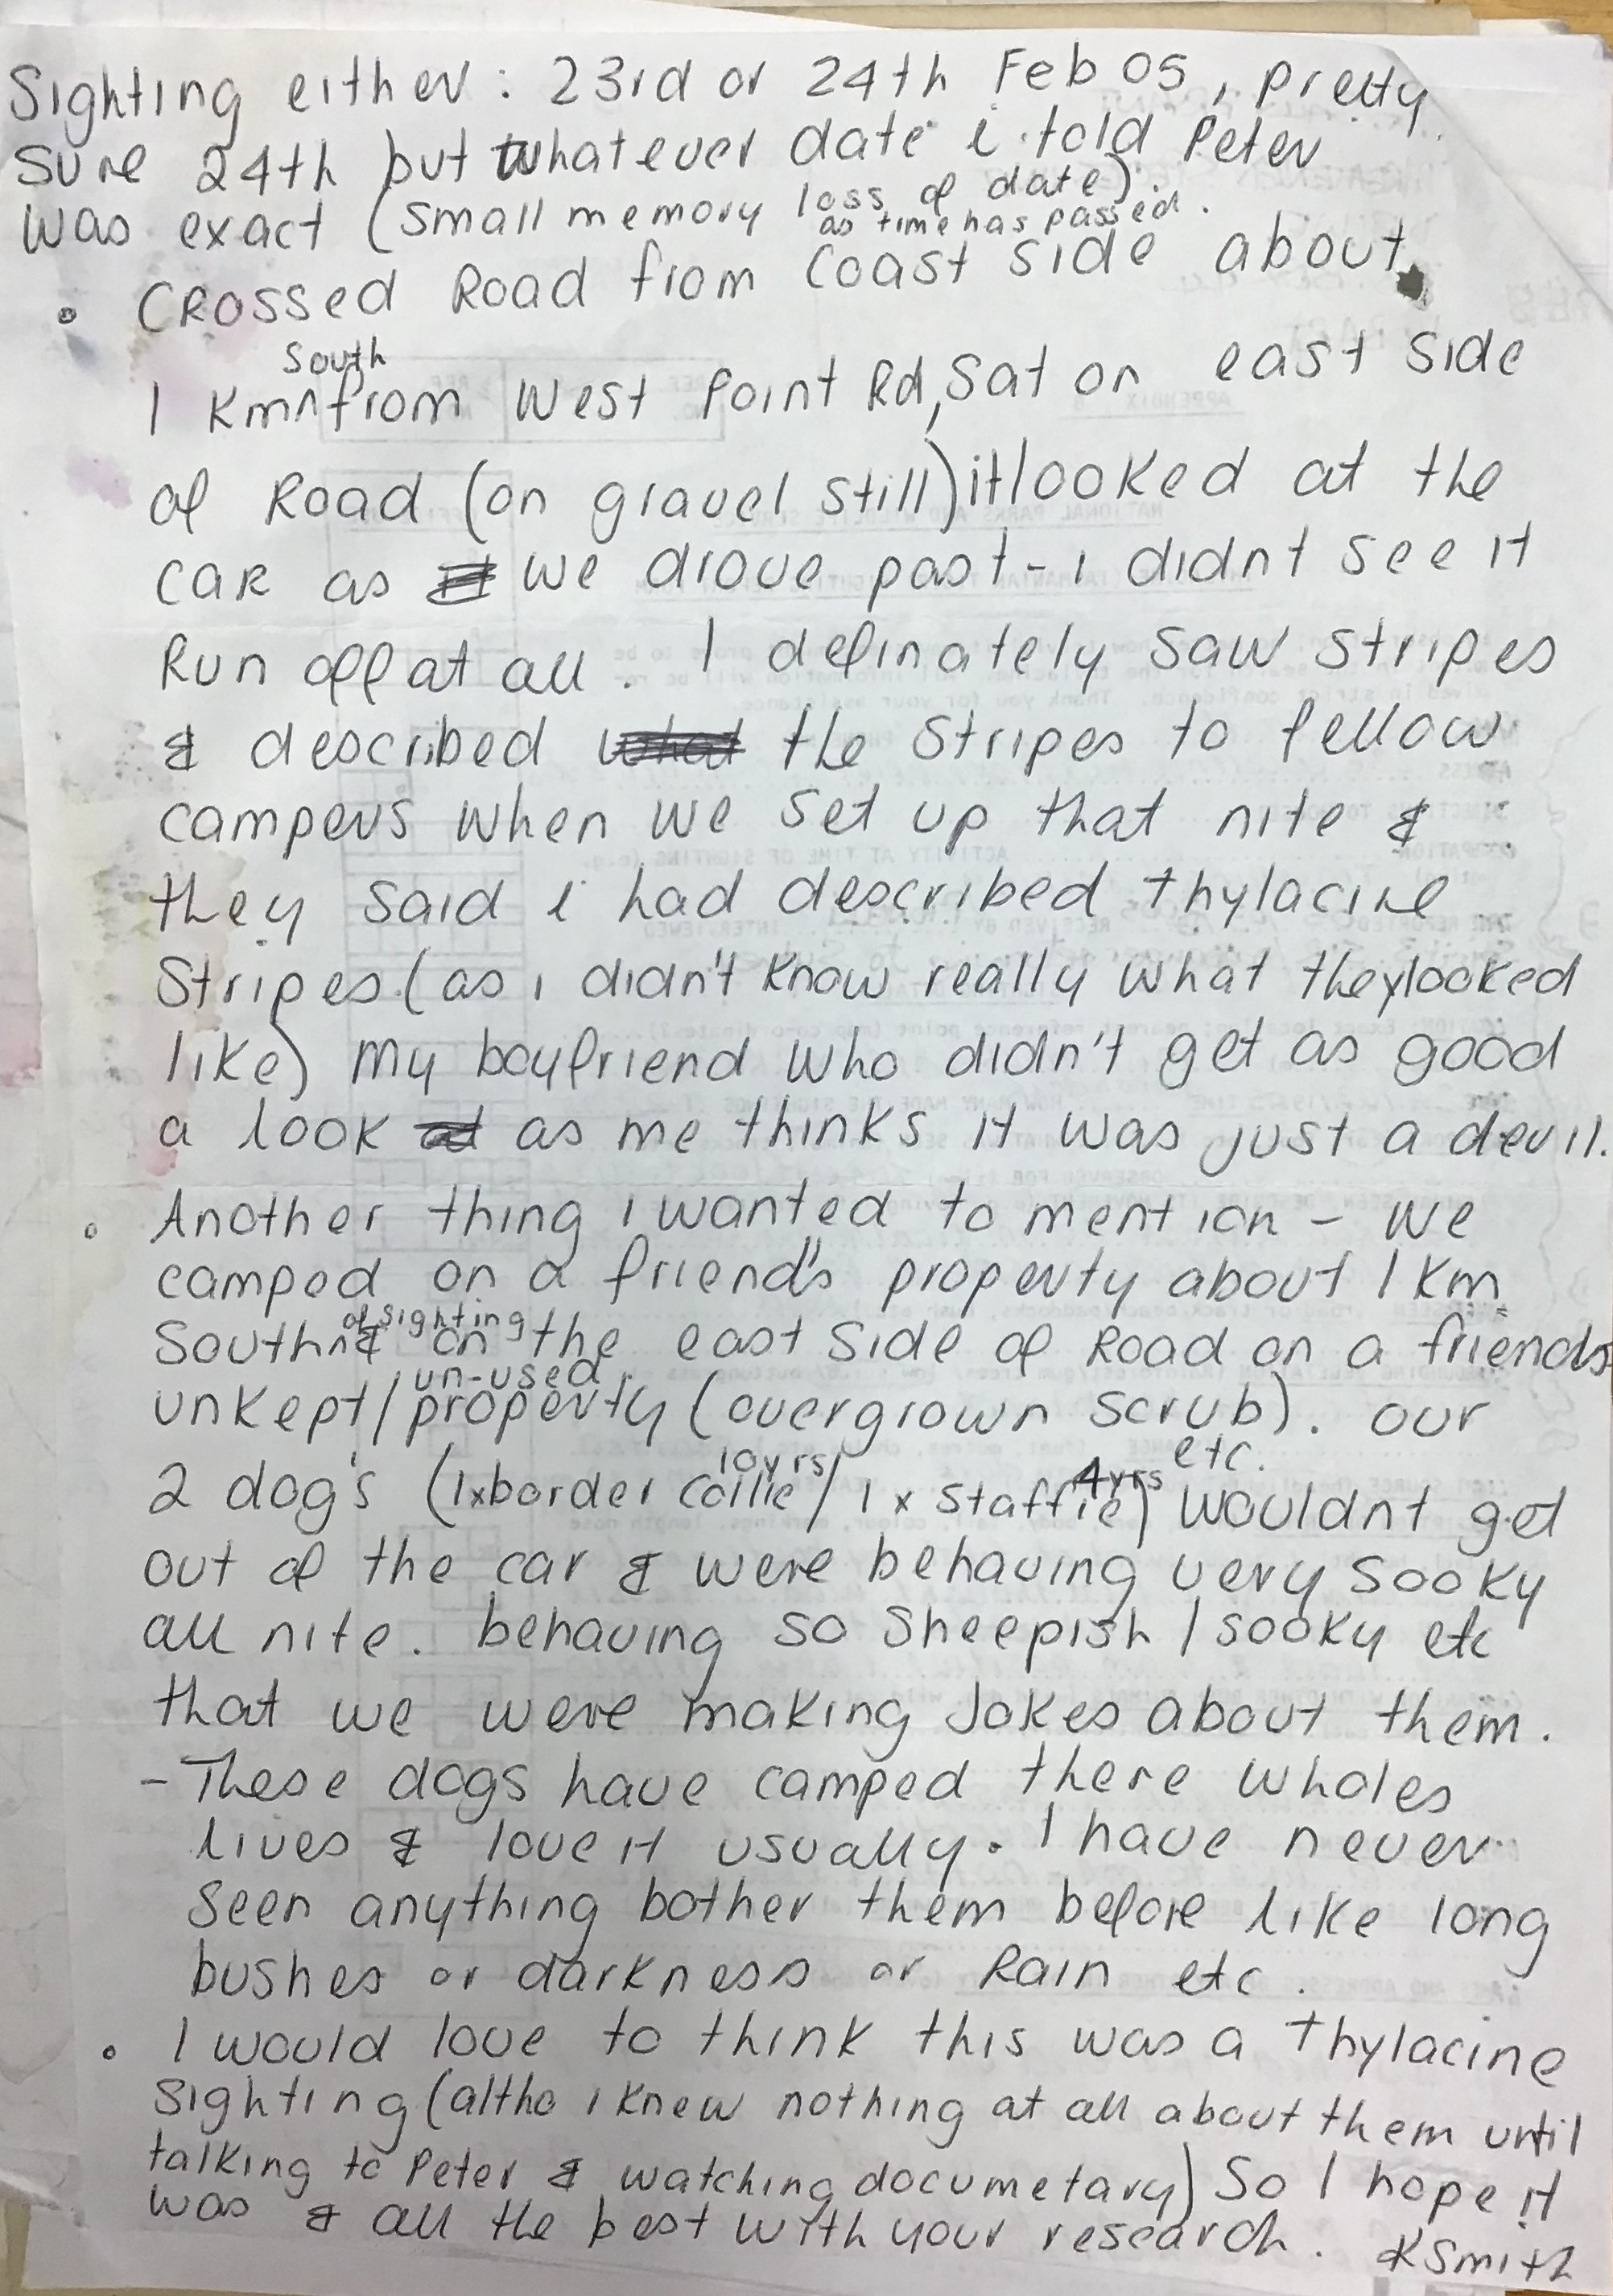 Sighting either : 23rd or 24th Feb 05, pretty
sure 24th but whatever date i told Peter
was exact (small memory loss of date).
as time has passed.
• Crossed Road from Coast side about
south
1 Km^from West Point Rd, sat on east side
of Road (on gravel still) it looked at the
car as we drove past - i didnt see it
Run off at all. I definately saw stripes
& described the stripes to fellow
campers when we set up that nite &
they said i had described thylacine
stripes (as i didn't know really what they looked
like) my boyfriend who didn't get as good
a look as me thinks it was just a devil.
• Another thing i wanted to mention - we
camped on a friend's property about 1 Km
of sighting
South^& on the east side of Road on a friends
un-used
unkept/property (overgrown scrub). our
10yrs 4yrs etc.
2 dog's (1xborder collie/ 1 x staffie) wouldnt get
out of the car & were behaving very sooky
all nite. behaving so sheepish / sooky etc
that we were making jokes about them.
- These dogs have camped there wholes
lives & love it usually. I have never
seen anything bother them before like long
bushes or darkness or Rain etc.
• I would love to think this was a Thylacine
sighting (altho i knew nothing at all about them until
talking to Peter & watching documetary) So I hope it
was & all the best with your research. KSmith